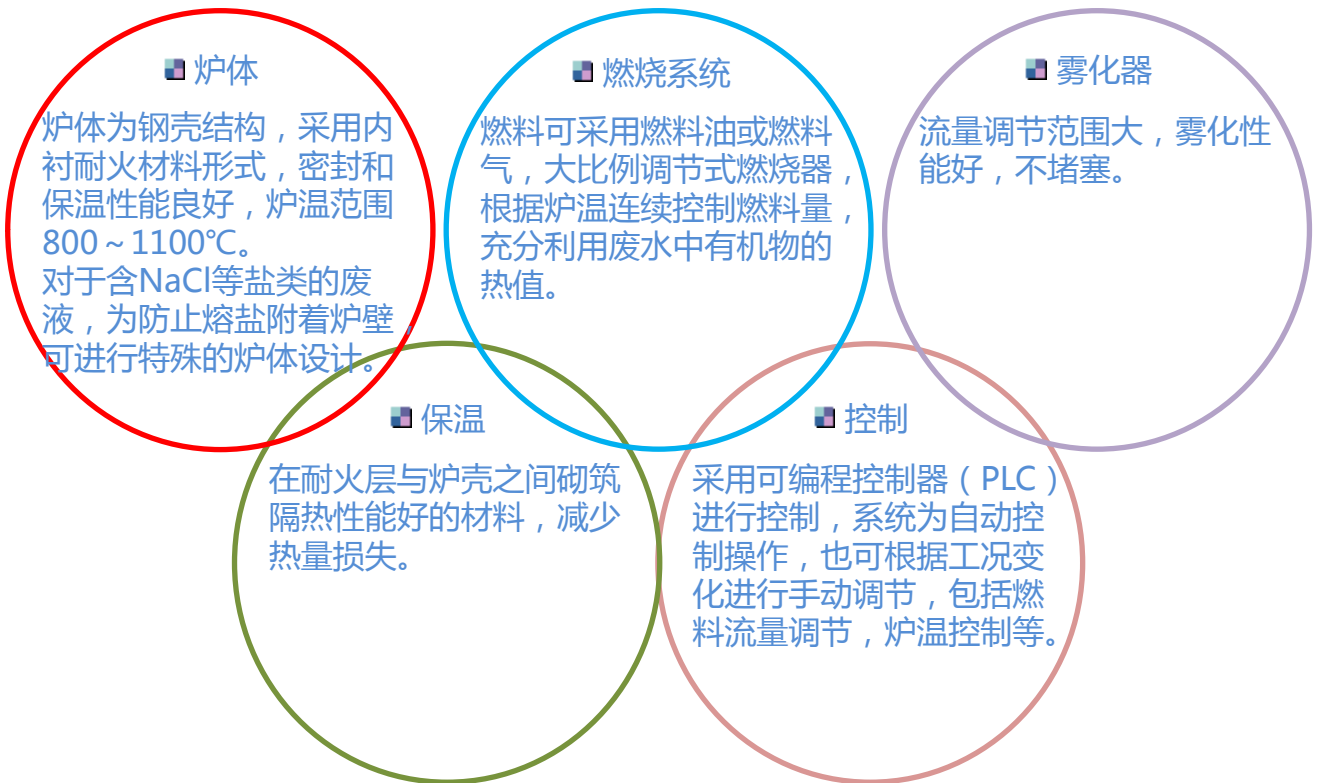 炉体
炉体为钢壳结构，采用内
衬耐火材料形式，密封和
保温性能良好，炉温范围
800～1100℃。
对于含NaCl等盐类的废
液，为防止熔盐附着炉壁，
可进行特殊的炉体设计。
燃烧系统
燃料可采用燃料油或燃料
气，大比例调节式燃烧器，
根据炉温连续控制燃料量，
充分利用废水中有机物的
热值。
雾化器
流量调节范围大，雾化性
能好，不堵塞。
保温
在耐火层与炉壳之间砌筑
隔热性能好的材料，减少
热量损失。
控制
采用可编程控制器（PLC）
进行控制，系统为自动控
制操作，也可根据工况变
化进行手动调节，包括燃
料流量调节，炉温控制等。